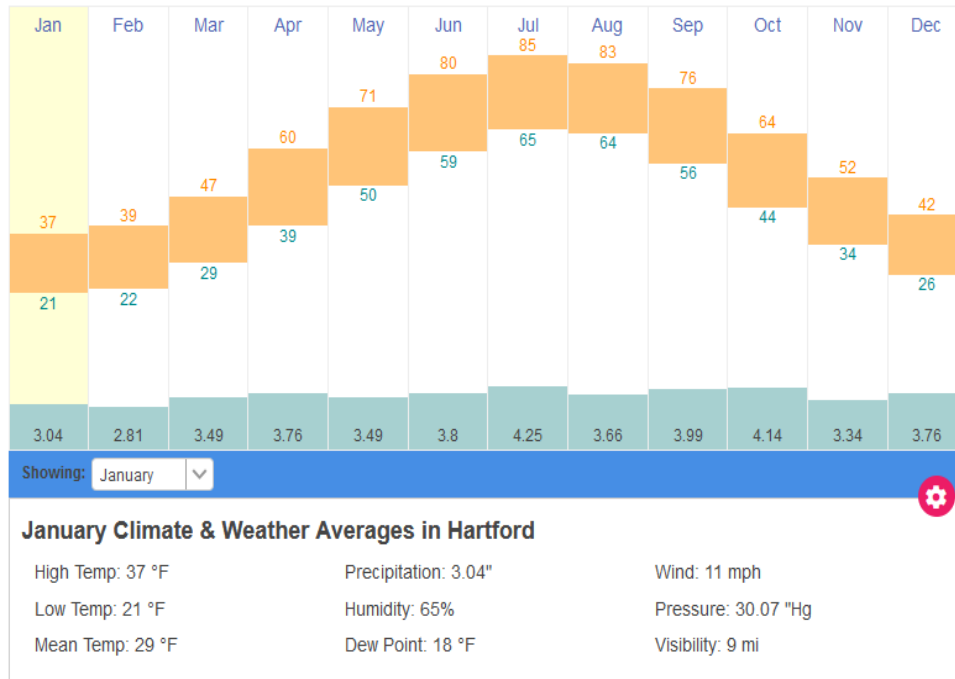 Jan Feb Mar Apr May Jun Jul Aug Sep Oct Nov Dec
37 39 47 60 71 80 85 83 76 64 52 42
21 22 29 39 50 59 65 64 56 44 34 26
3.04 2.81 3.49 3.76 3.49 3.8 4.25 3.66 3.99 4.14 3.34 3.76
Showing: January
January Climate & Weather Averages in Hartford
High Temp: 37 °F Precipitation: 3.04" Wind: 11 mph
Low Temp: 21 °F Humidity: 65% Pressure: 30.07 "Hg
Mean Temp: 29 °F Dew Point: 18 °F Visibility: 9 mi